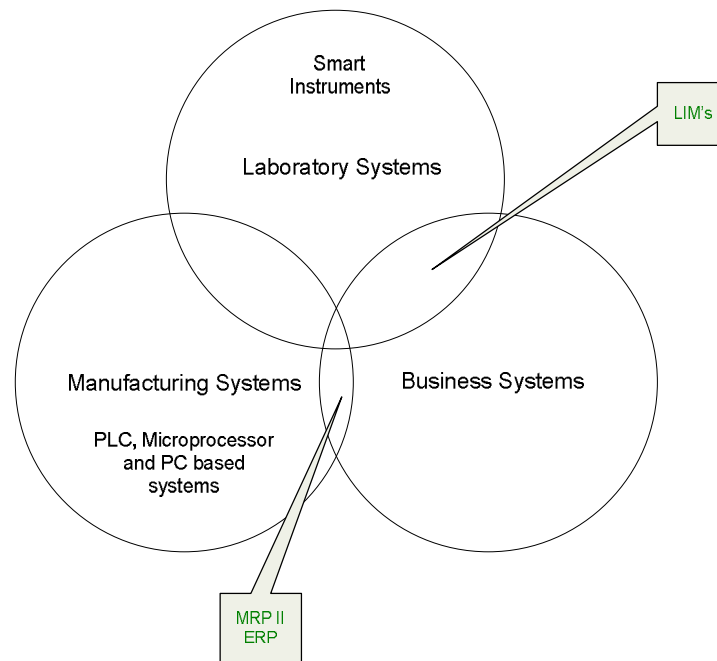 Smart
Instruments
LIM's
Laboratory Systems
Manufacturing Systems
Business Systems
PLC, Microprocessor
and PC based
systems
MRP II
ERP